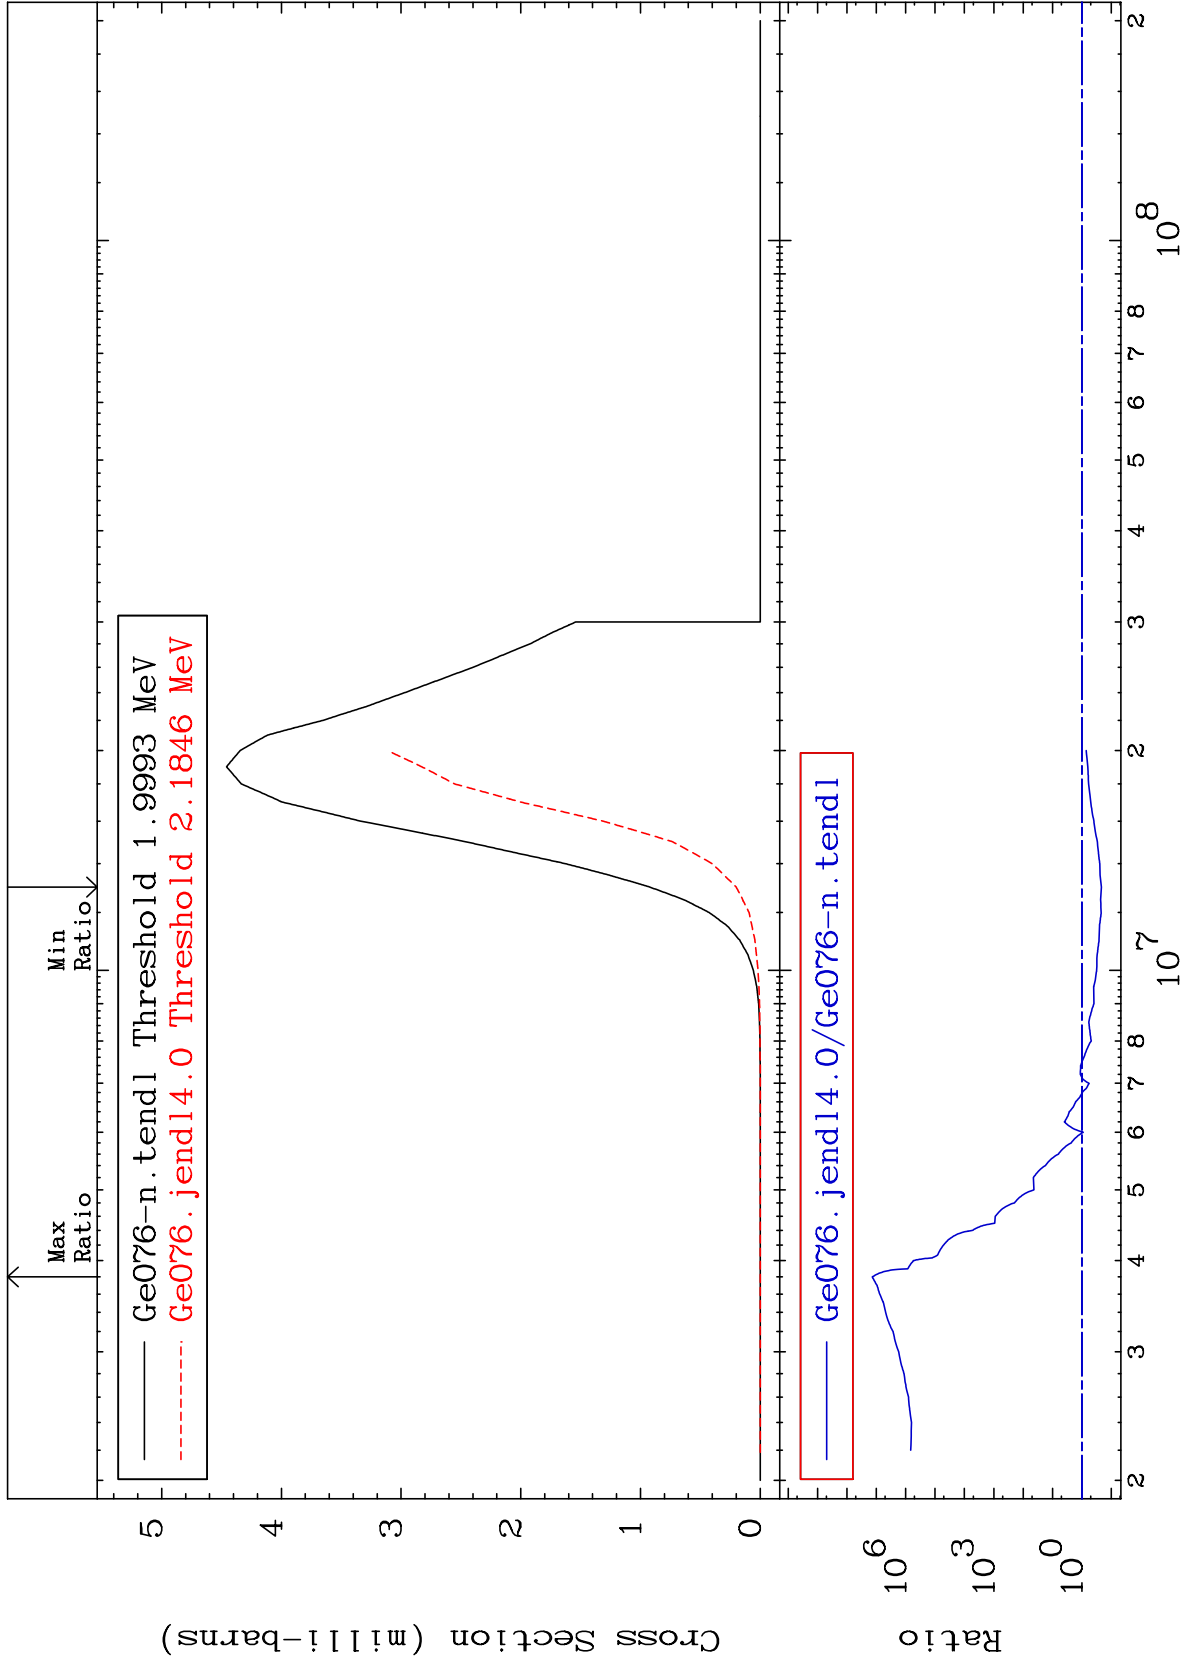 Max
Ratio
Min
Ratio
Ge076-n.tendl Threshold 1.9993 MeV
Ge076.jendl4.0 Threshold 2.1846 MeV
Cross Section (milli-barns)
5
4
3
2
1
0
Ge076.jendl4.0/Ge076-n.tendl
Ratio
10^6
10^3
10^0
10^0
2 3 4 5 6 7 8 10^7 2 3 4 5 6 7 8 10^8 2